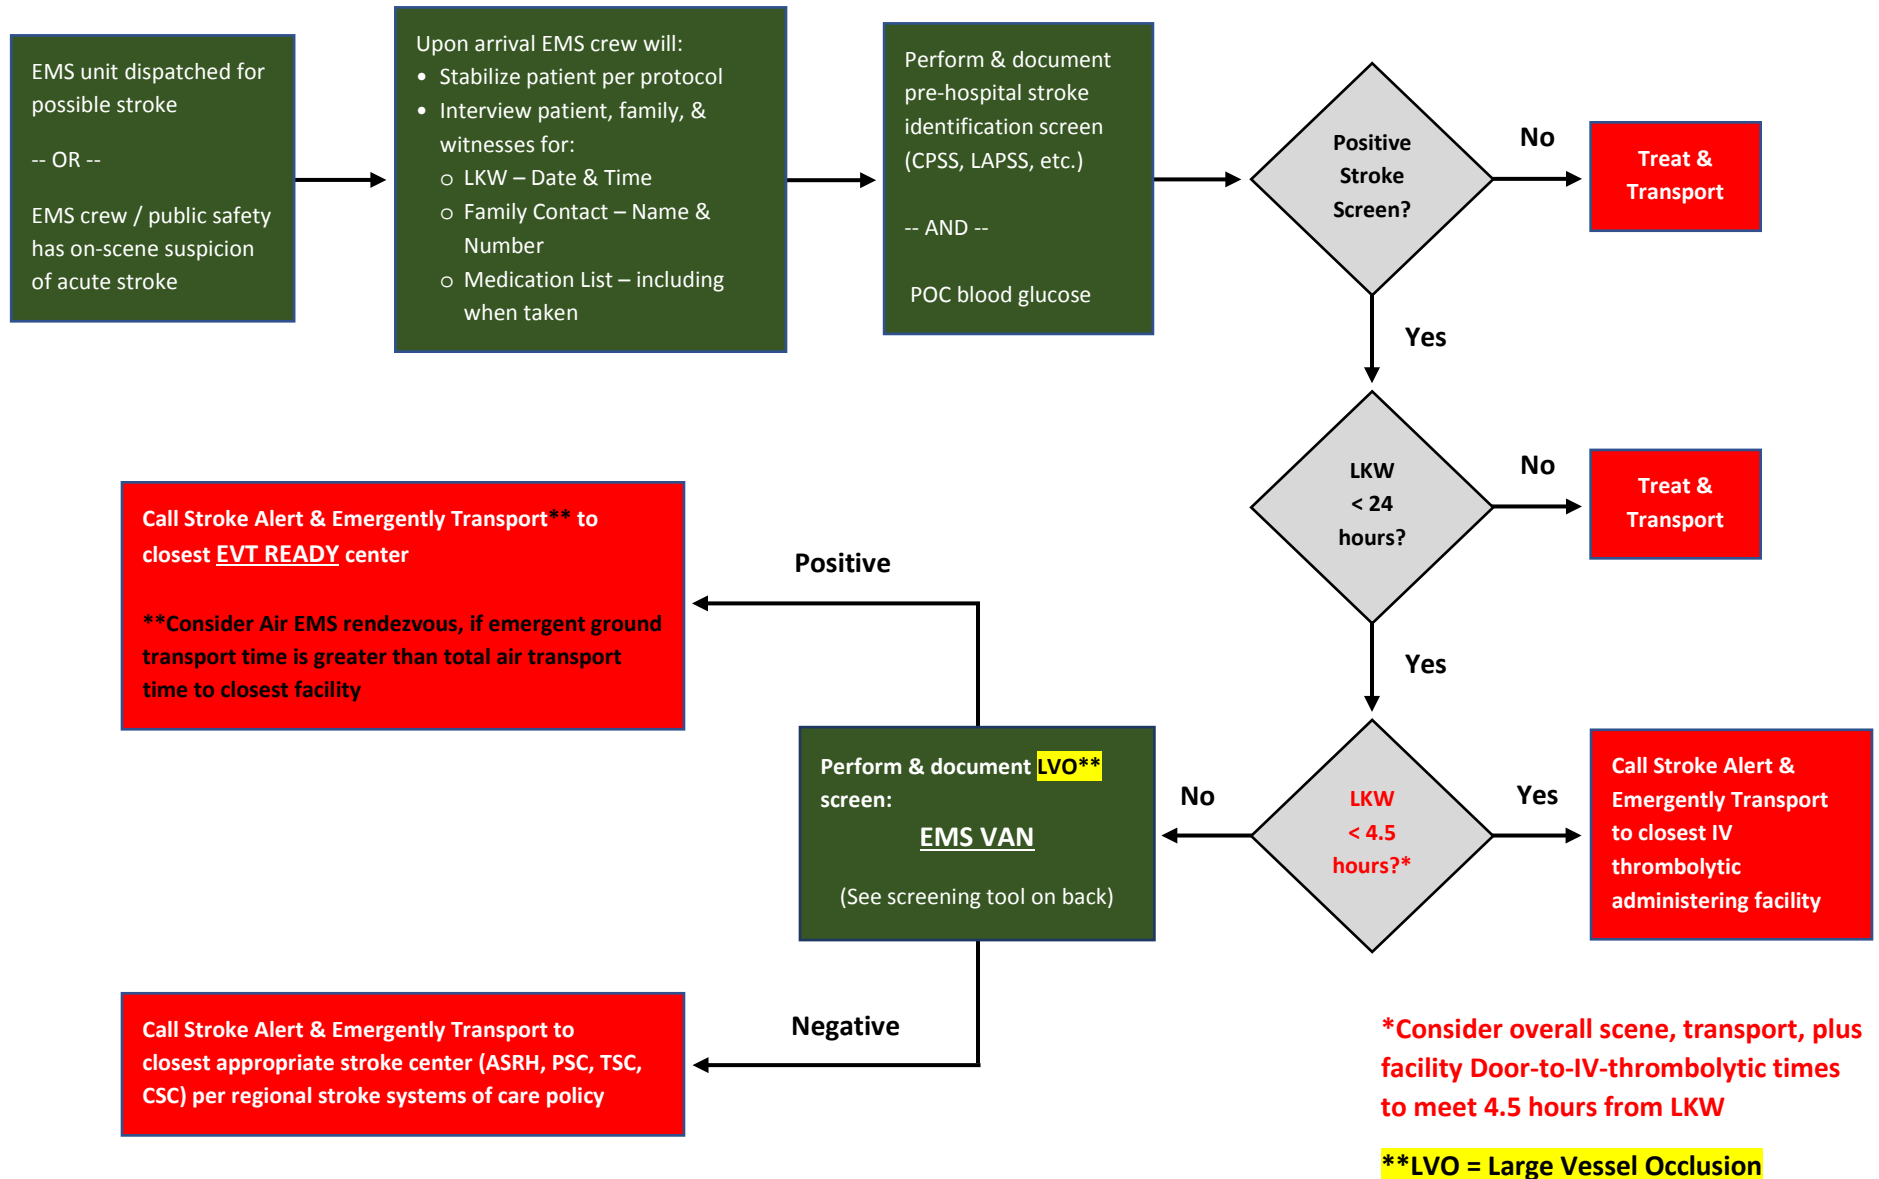 EMS unit dispatched for
possible stroke
-- OR --
EMS crew / public safety
has on-scene suspicion
of acute stroke
Upon arrival EMS crew will:
• Stabilize patient per protocol
• Interview patient, family, &
witnesses for:
o LKW – Date & Time
o Family Contact – Name &
Number
o Medication List – including
when taken
Perform & document
pre-hospital stroke
identification screen
(CPSS, LAPSS, etc.)
-- AND --
POC blood glucose
Positive
Stroke
Screen?
No
Treat &
Transport
Yes
LKW
< 24
hours?
No
Treat &
Transport
Yes
LKW
< 4.5
hours?*
Yes
Call Stroke Alert &
Emergently Transport
to closest IV
thrombolytic
administering facility
No
Perform & document LVO**
screen:
EMS VAN
(See screening tool on back)
Positive
Call Stroke Alert & Emergently Transport** to
closest EVT READY center
**Consider Air EMS rendezvous, if emergent ground
transport time is greater than total air transport
time to closest facility
Negative
Call Stroke Alert & Emergently Transport to
closest appropriate stroke center (ASRH, PSC, TSC,
CSC) per regional stroke systems of care policy
*Consider overall scene, transport, plus
facility Door-to-IV-thrombolytic times
to meet 4.5 hours from LKW
**LVO = Large Vessel Occlusion